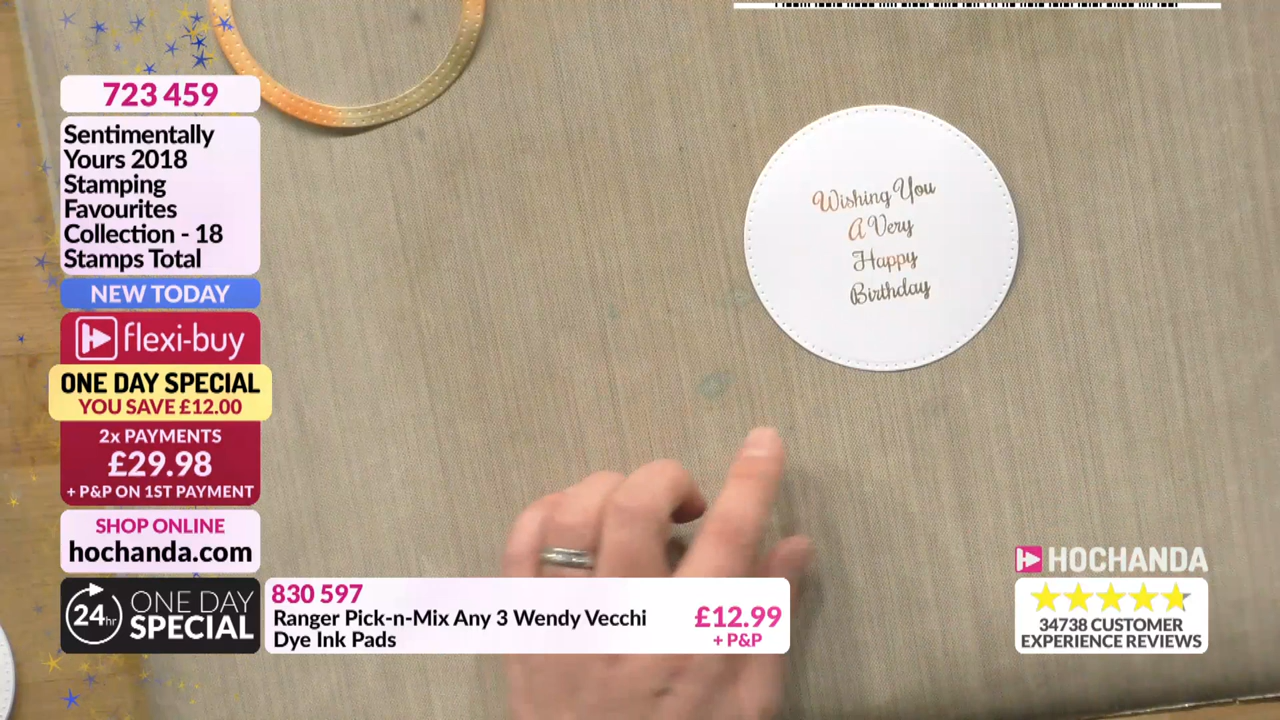 723 459
Sentimentally
Yours 2018
Stamping
Favourites
Collection - 18
Stamps Total
NEW TODAY
flexi-buy
ONE DAY SPECIAL
YOU SAVE £12.00
2x PAYMENTS
£29.98
+ P&P ON 1ST PAYMENT
SHOP ONLINE
hochanda.com
24hr ONE DAY
SPECIAL
830 597
Ranger Pick-n-Mix Any 3 Wendy Vecchi
Dye Ink Pads
£12.99
+ P&P
Wishing You
A Very
Happy
Birthday
HOCHANDA
34738 CUSTOMER
EXPERIENCE REVIEWS